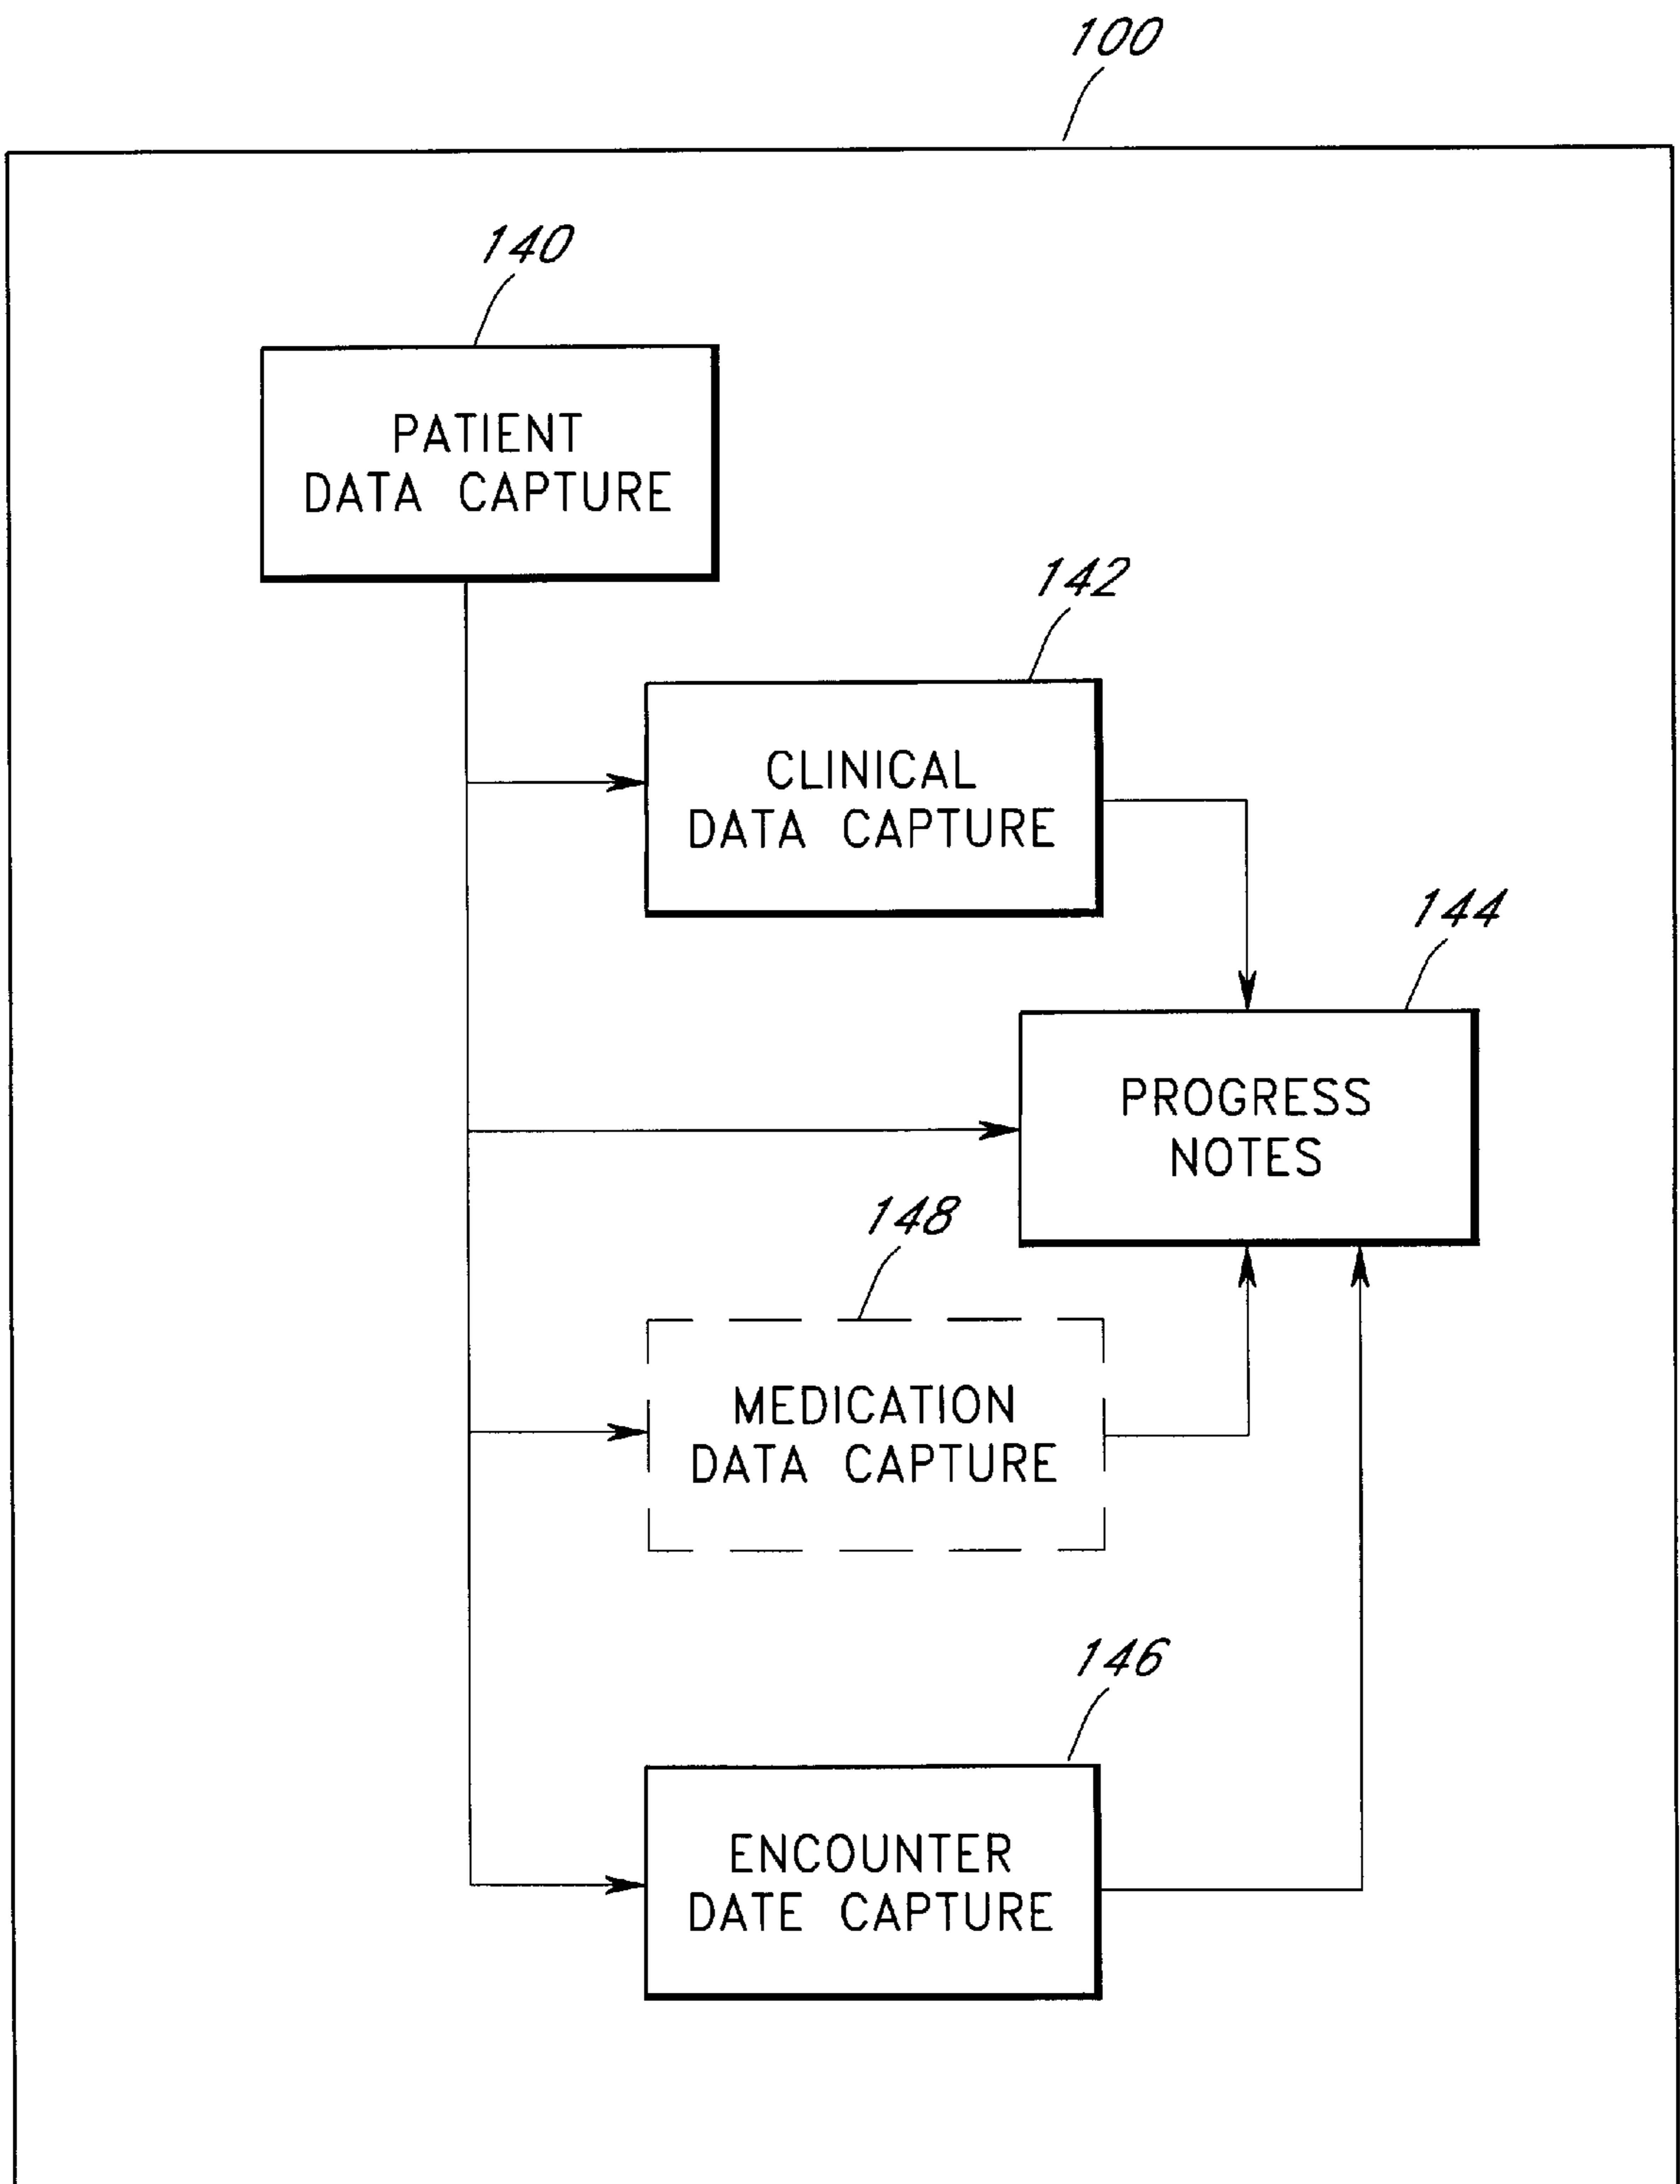 100
140
PATIENT
DATA CAPTURE
142
CLINICAL
DATA CAPTURE
144
PROGRESS
NOTES
148
MEDICATION
DATA CAPTURE
146
ENCOUNTER
DATE CAPTURE